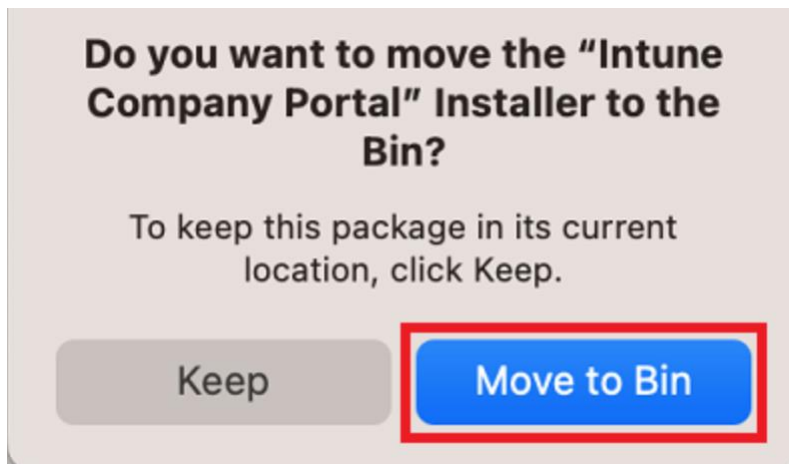 Do you want to move the “Intune
Company Portal” Installer to the
Bin?
To keep this package in its current
location, click Keep.
Keep
Move to Bin